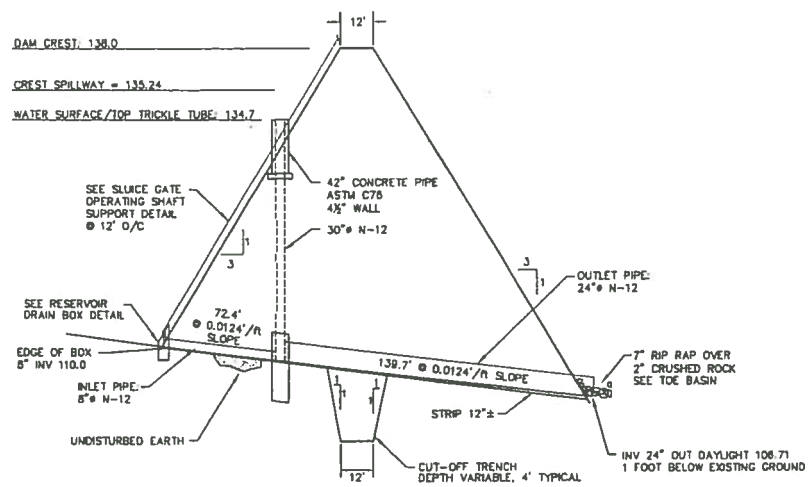 12'
DAM CREST: 138.0
CREST SPILLWAY = 135.24
WATER SURFACE/TOP TRICKLE TUBE: 134.7
42" CONCRETE PIPE
ASTM C76
4½" WALL
SEE SLUICE GATE
OPERATING SHAFT
SUPPORT DETAIL
@ 12' O/C
30"ø N-12
1
3
3
1
OUTLET PIPE:
24"ø N-12
SEE RESERVOIR
DRAIN BOX DETAIL
72.4'
@ 0.0124'/ft
SLOPE
EDGE OF BOX
8" INV 110.0
139.7' @ 0.0124'/ft SLOPE
7" RIP RAP OVER
2" CRUSHED ROCK
SEE TOE BASIN
INLET PIPE:
8"ø N-12
1
1
1
1
STRIP 12"±
UNDISTURBED EARTH
INV 24" OUT DAYLIGHT 106.71
1 FOOT BELOW EXISTING GROUND
12'
CUT-OFF TRENCH
DEPTH VARIABLE, 4' TYPICAL